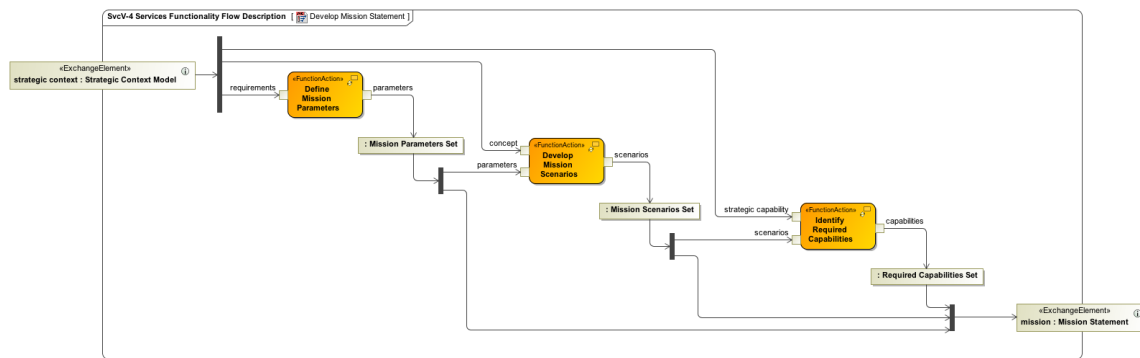 SvcV-4 Services Functionality Flow Description [ Develop Mission Statement ]
«ExchangeElement»
strategic context : Strategic Context Model
requirements
«FunctionAction»
Define
Mission
Parameters
parameters
: Mission Parameters Set
concept
parameters
«FunctionAction»
Develop
Mission
Scenarios
scenarios
: Mission Scenarios Set
strategic capability
scenarios
«FunctionAction»
Identify
Required
Capabilities
capabilities
: Required Capabilities Set
«ExchangeElement»
mission : Mission Statement